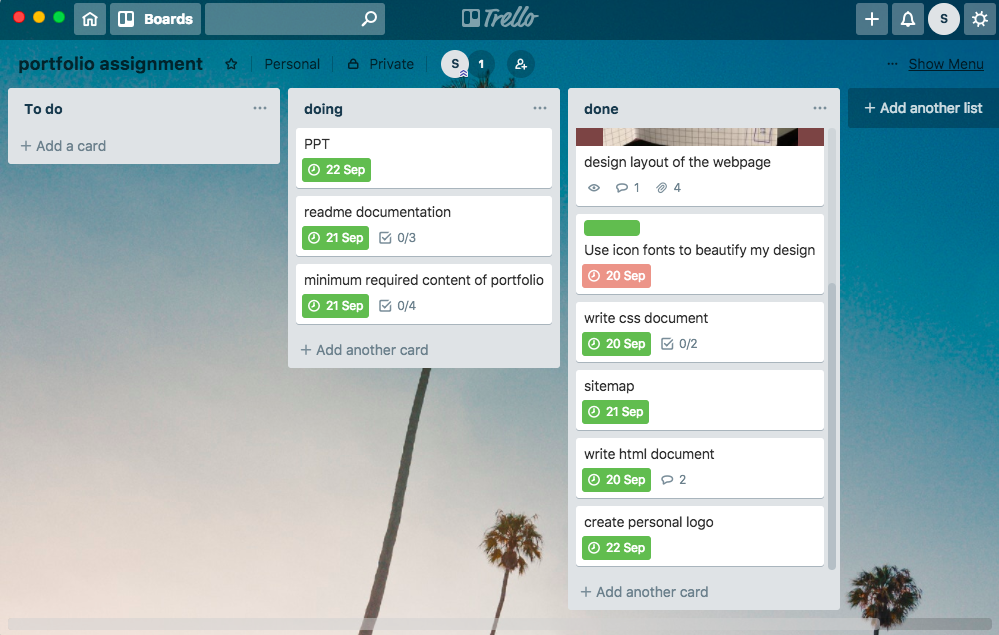 Boards
Trello
S
portfolio assignment
Personal
Private
S
1
... Show Menu
To do ...
+ Add a card
doing ...
PPT
22 Sep
readme documentation
21 Sep 0/3
minimum required content of portfolio
21 Sep 0/4
+ Add another card
done ...
design layout of the webpage
1 4
Use icon fonts to beautify my design
20 Sep
write css document
20 Sep 0/2
sitemap
21 Sep
write html document
20 Sep 2
create personal logo
22 Sep
+ Add another card
+ Add another list